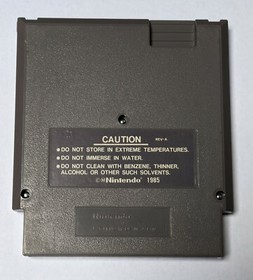 CAUTION
REV-A
● DO NOT STORE IN EXTREME TEMPERATURES.
● DO NOT IMMERSE IN WATER.
● DO NOT CLEAN WITH BENZENE, THINNER,
ALCOHOL OR OTHER SUCH SOLVENTS.
©®Nintendo® 1985
Nintendo